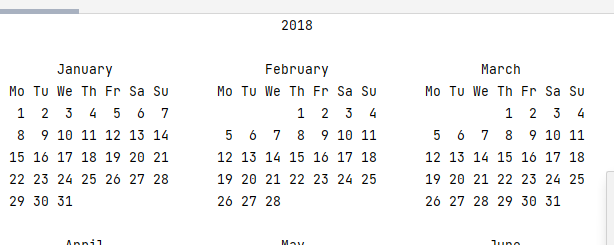 2018

      January                   February                   March
Mo Tu We Th Fr Sa Su      Mo Tu We Th Fr Sa Su      Mo Tu We Th Fr Sa Su
 1  2  3  4  5  6  7                1  2  3  4                1  2  3  4
 8  9 10 11 12 13 14       5  6  7  8  9 10 11       5  6  7  8  9 10 11
15 16 17 18 19 20 21      12 13 14 15 16 17 18      12 13 14 15 16 17 18
22 23 24 25 26 27 28      19 20 21 22 23 24 25      19 20 21 22 23 24 25
29 30 31                  26 27 28                  26 27 28 29 30 31

       April                     May                       June